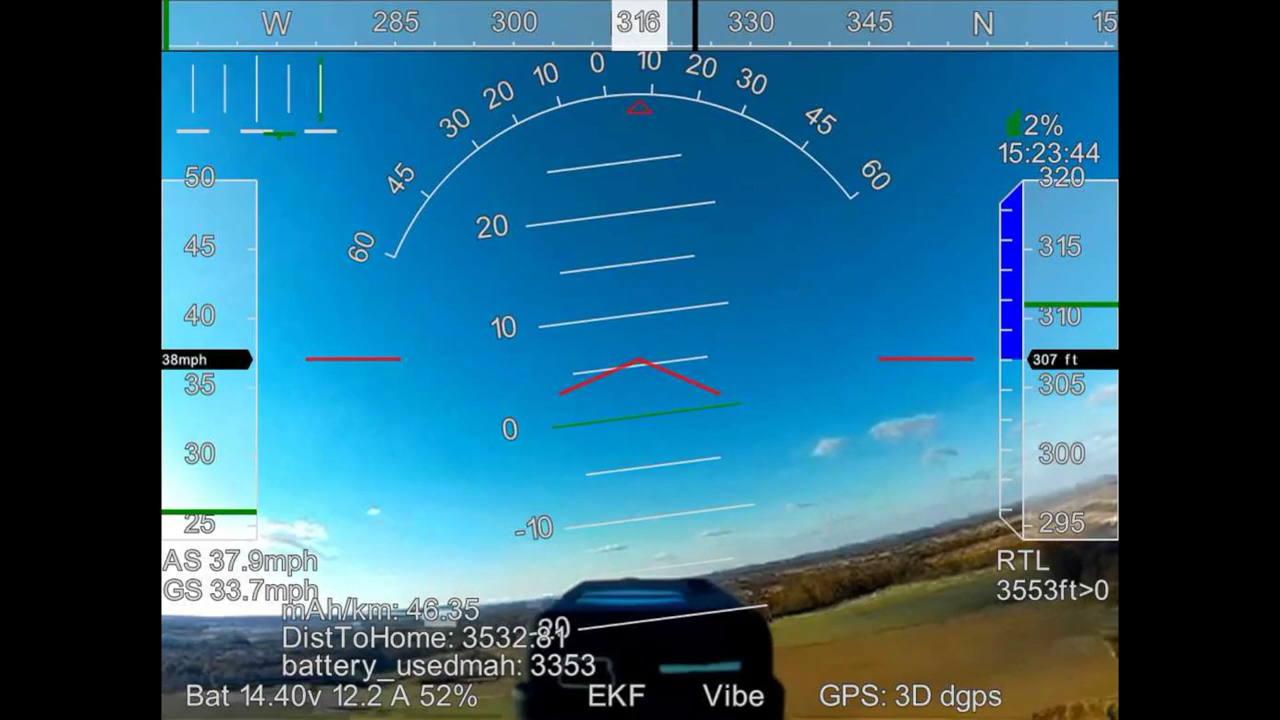 W 285 300 316 330 345 N 15
60 45 30 20 10 0 10 20 30 45 60
2%
15:23:44
50
45
40
38mph
35
30
25
20
10
0
-10
-20
320
315
310
307 ft
305
300
295
AS 37.9mph
GS 33.7mph
RTL
3553ft>0
mAh/km: 46.35
DistToHome: 3532.81
battery_usedmah: 3353
Bat 14.40v 12.2 A 52%
EKF
Vibe
GPS: 3D dgps